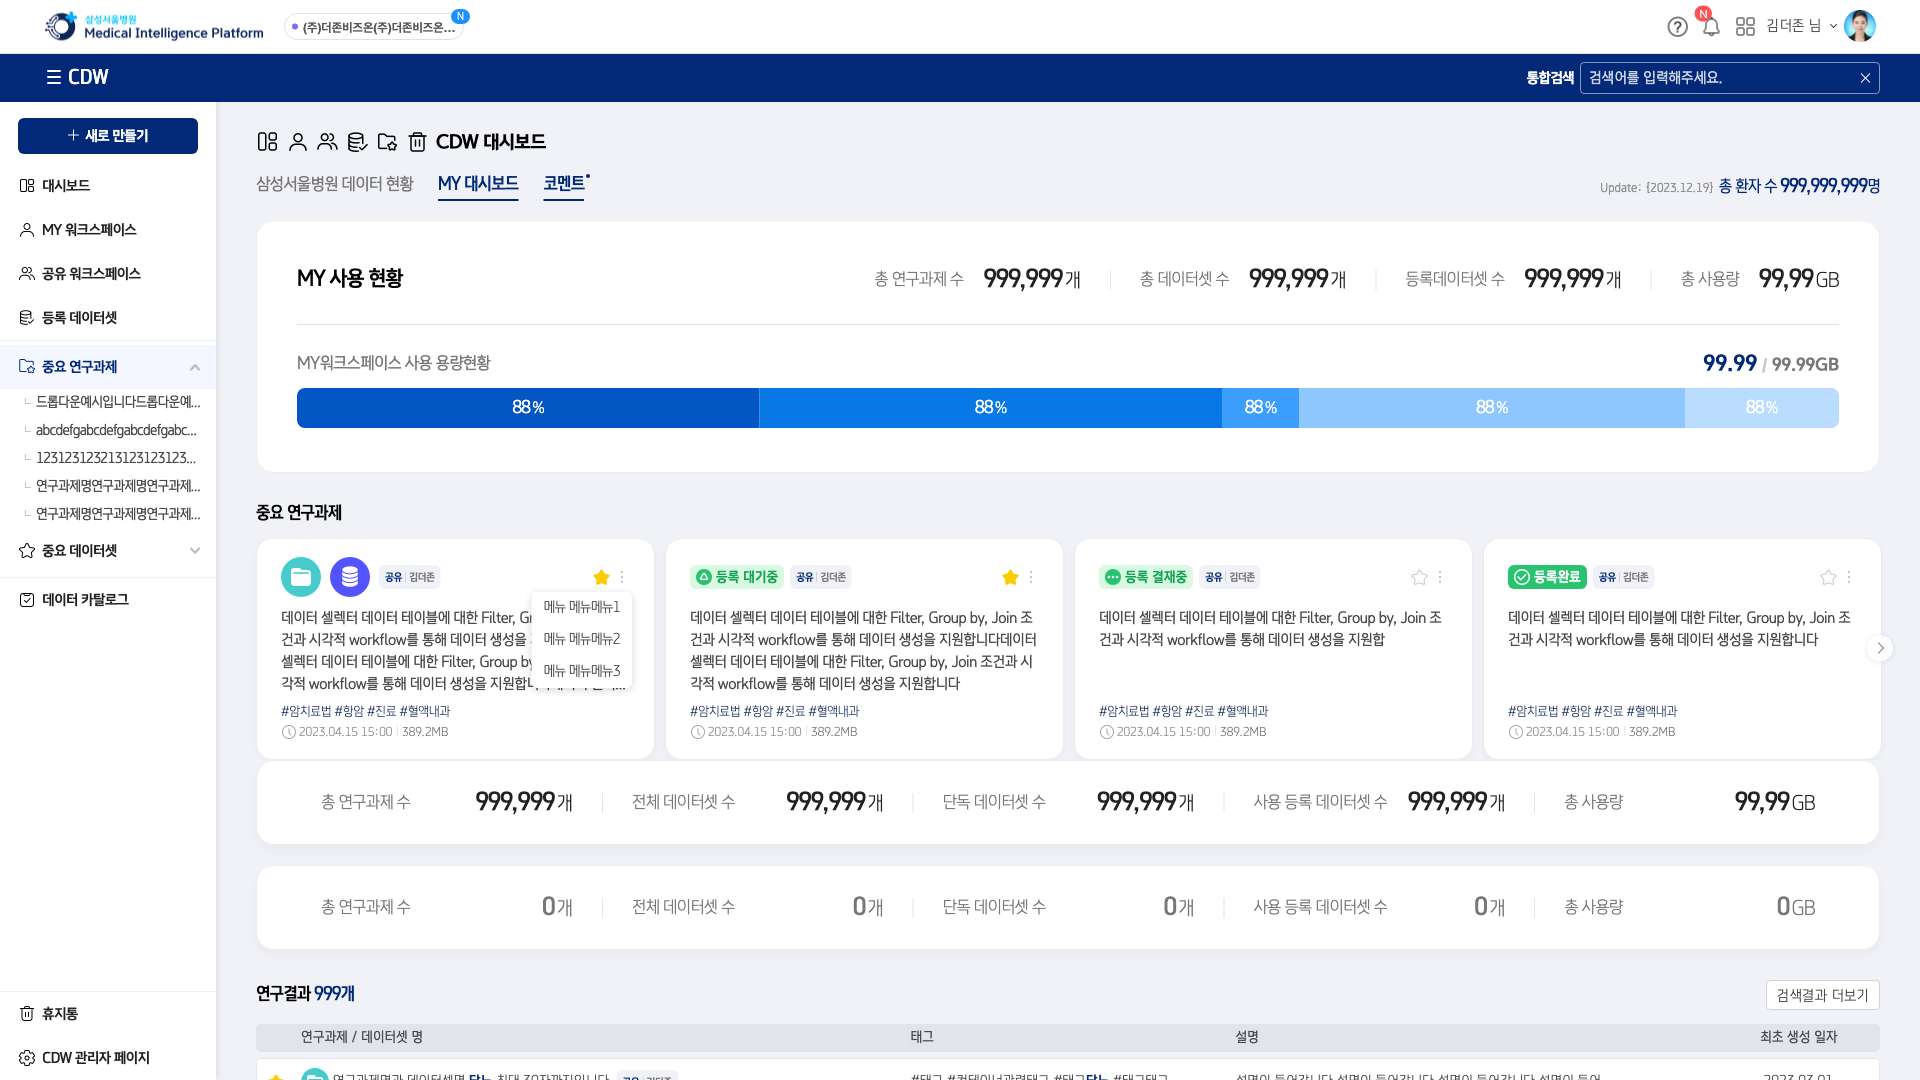 삼성서울병원
Medical Intelligence Platform
(주)더존비즈온(주)더존비즈온...
N
N
김더존 님
CDW
통합검색 검색어를 입력해주세요.
새로 만들기
대시보드
MY 워크스페이스
공유 워크스페이스
등록 데이터셋
중요 연구과제
드롭다운예시입니다드롭다운예...
abcdefgabcdefgabcdefgabc...
123123123213123123123...
연구과제명연구과제명연구과제...
연구과제명연구과제명연구과제...
중요 데이터셋
데이터 카탈로그
휴지통
CDW 관리자 페이지
CDW 대시보드
삼성서울병원 데이터 현황 MY 대시보드 코멘트
Update: {2023.12.19} 총 환자 수 999,999,999명
MY 사용 현황
총 연구과제 수 999,999개 총 데이터셋 수 999,999개 등록데이터셋 수 999,999개 총 사용량 99,99GB
MY워크스페이스 사용 용량현황
99.99 / 99.99GB
88% 88% 88% 88% 88%
중요 연구과제
공유 김더존
데이터 셀렉터 데이터 테이블에 대한 Filter, Gr
건과 시각적 workflow를 통해 데이터 생성을
셀렉터 데이터 테이블에 대한 Filter, Group by
각적 workflow를 통해 데이터 생성을 지원합
메뉴 메뉴메뉴1
메뉴 메뉴메뉴2
메뉴 메뉴메뉴3
#암치료법 #항암 #진료 #혈액내과
2023.04.15 15:00 389.2MB
등록 대기중 공유 김더존
데이터 셀렉터 데이터 테이블에 대한 Filter, Group by, Join 조
건과 시각적 workflow를 통해 데이터 생성을 지원합니다데이터
셀렉터 데이터 테이블에 대한 Filter, Group by, Join 조건과 시
각적 workflow를 통해 데이터 생성을 지원합니다
#암치료법 #항암 #진료 #혈액내과
2023.04.15 15:00 389.2MB
등록 결재중 공유 김더존
데이터 셀렉터 데이터 테이블에 대한 Filter, Group by, Join 조
건과 시각적 workflow를 통해 데이터 생성을 지원합
#암치료법 #항암 #진료 #혈액내과
2023.04.15 15:00 389.2MB
등록완료 공유 김더존
데이터 셀렉터 데이터 테이블에 대한 Filter, Group by, Join 조
건과 시각적 workflow를 통해 데이터 생성을 지원합니다
#암치료법 #항암 #진료 #혈액내과
2023.04.15 15:00 389.2MB
총 연구과제 수 999,999개 전체 데이터셋 수 999,999개 단독 데이터셋 수 999,999개 사용 등록 데이터셋 수 999,999개 총 사용량 99,99GB
총 연구과제 수 0개 전체 데이터셋 수 0개 단독 데이터셋 수 0개 사용 등록 데이터셋 수 0개 총 사용량 0GB
연구결과 999개
검색결과 더보기
연구과제 / 데이터셋 명 태그 설명 최초 생성 일자